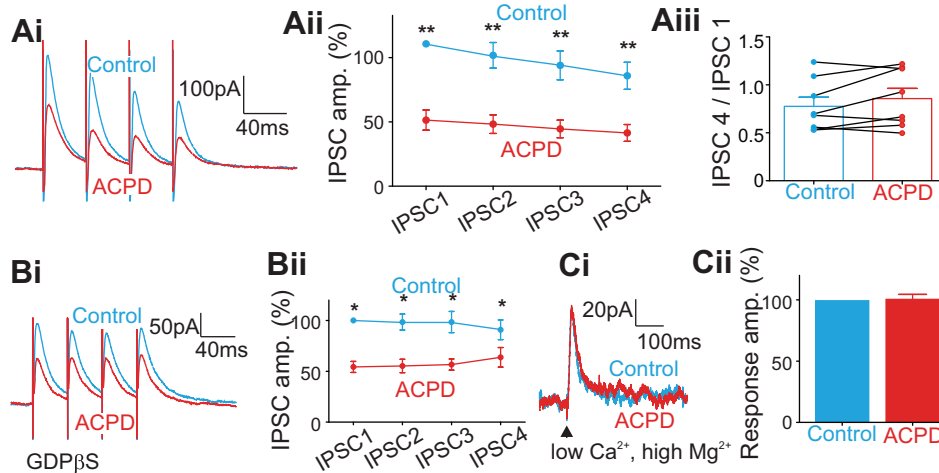 Ai
Control
100pA
40ms
ACPD
Aii
IPSC amp. (%)
100
50
0
Control
** ** ** **
ACPD
IPSC1 IPSC2 IPSC3 IPSC4
Aiii
IPSC 4 / IPSC 1
1.5
1.0
0.5
0
Control ACPD
Bi
Control
50pA
40ms
ACPD
GDPβS
Bii
IPSC amp. (%)
100
50
0
Control
* * * *
ACPD
IPSC1 IPSC2 IPSC3 IPSC4
Ci
20pA
100ms
Control
ACPD
low Ca²⁺, high Mg²⁺
Cii
Response amp. (%)
100
50
0
Control ACPD